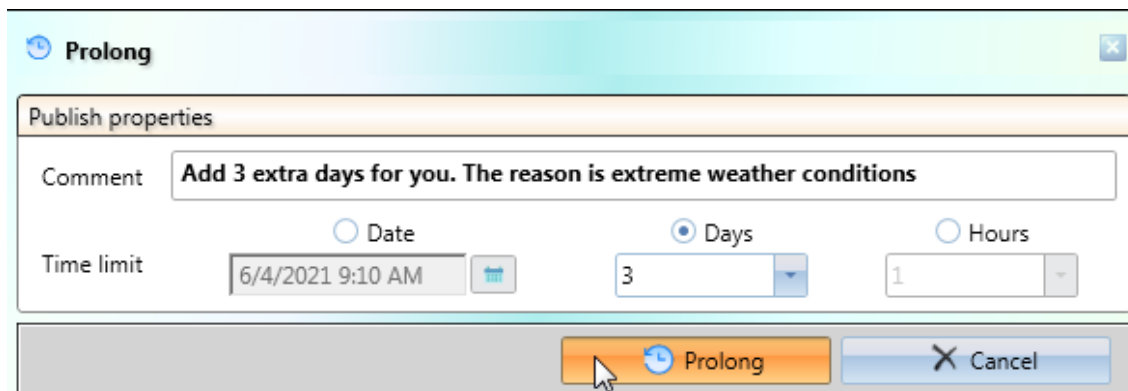 Prolong
Publish properties
Comment Add 3 extra days for you. The reason is extreme weather conditions
Date Days Hours
Time limit 6/4/2021 9:10 AM 3 1
Prolong Cancel